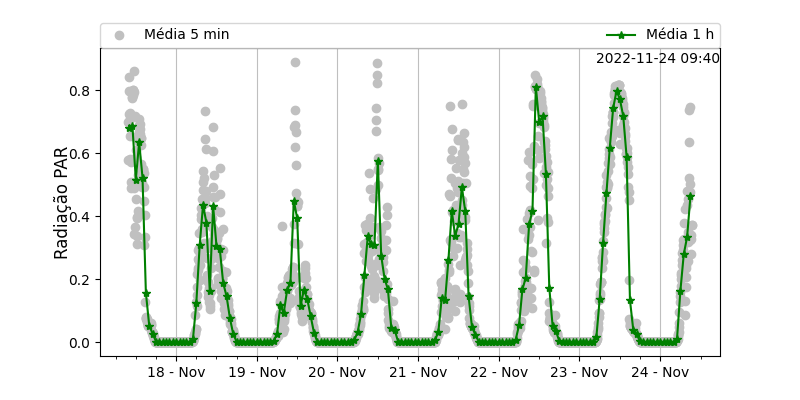 Média 5 min
Média 1 h
2022-11-24 09:40
Radiação PAR
0.8
0.6
0.4
0.2
0.0
18 - Nov
19 - Nov
20 - Nov
21 - Nov
22 - Nov
23 - Nov
24 - Nov